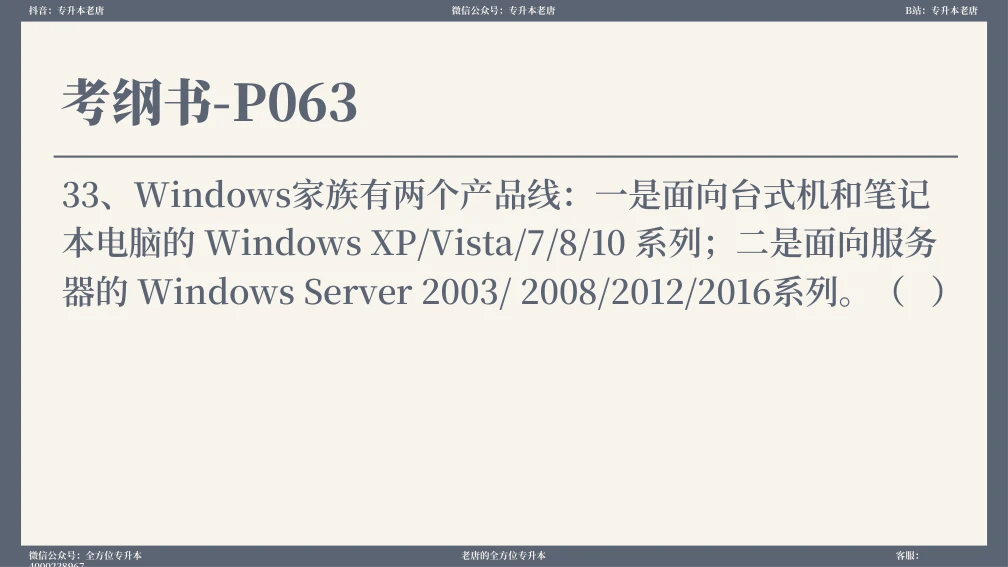 抖音：专升本老唐
微信公众号：专升本老唐
B站：专升本老唐
考纲书-P063
33、Windows家族有两个产品线：一是面向台式机和笔记
本电脑的 Windows XP/Vista/7/8/10 系列；二是面向服务
器的 Windows Server 2003/ 2008/2012/2016系列。（ ）
微信公众号：全方位专升本
老唐的全方位专升本
客服：
4000238967